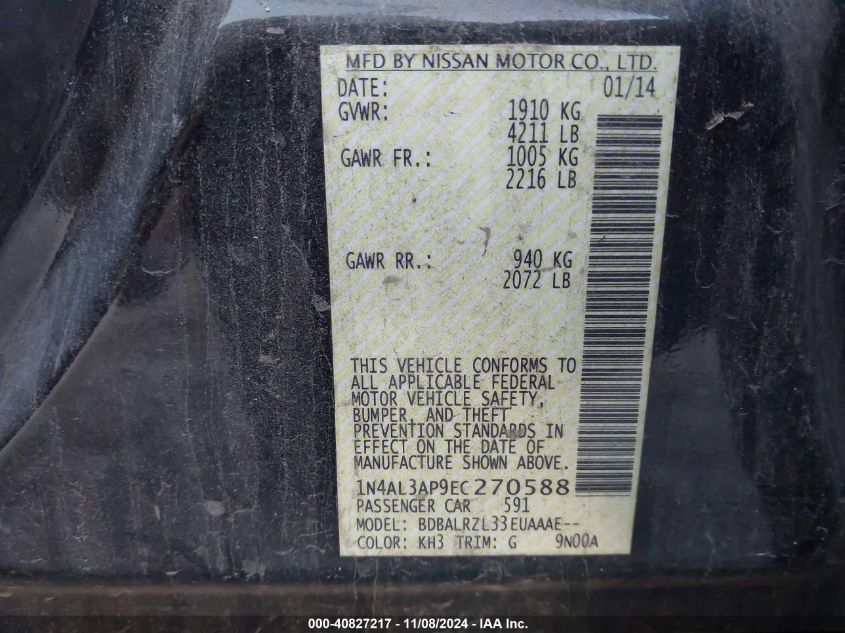 MFD BY NISSAN MOTOR CO., LTD.
DATE: 01/14
GVWR: 1910 KG
4211 LB
GAWR FR.: 1005 KG
2216 LB
GAWR RR.: 940 KG
2072 LB
THIS VEHICLE CONFORMS TO
ALL APPLICABLE FEDERAL
MOTOR VEHICLE SAFETY,
BUMPER, AND THEFT
PREVENTION STANDARDS IN
EFFECT ON THE DATE OF
MANUFACTURE SHOWN ABOVE.
1N4AL3AP9EC270588
PASSENGER CAR 591
MODEL: BDBALRZL33EUAAAE--
COLOR: KH3 TRIM: G 9N00A
000-40827217 - 11/08/2024 - IAA Inc.